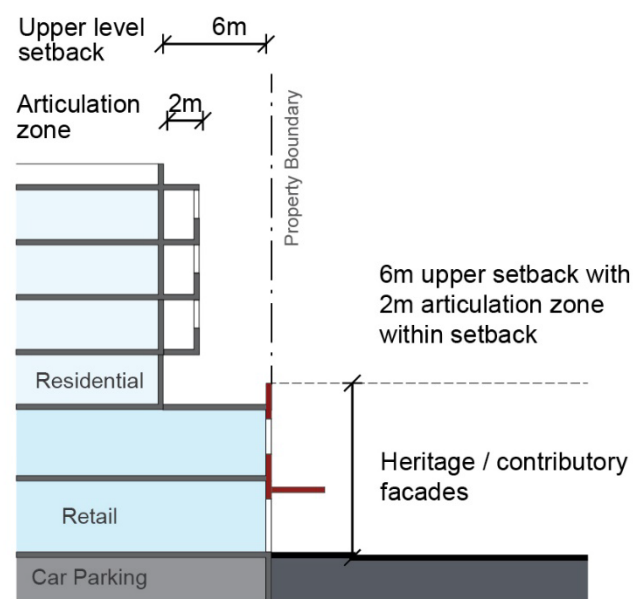 Upper level
setback
6m
Articulation
zone
2m
Property Boundary
6m upper setback with
2m articulation zone
within setback
Residential
Heritage / contributory
facades
Retail
Car Parking